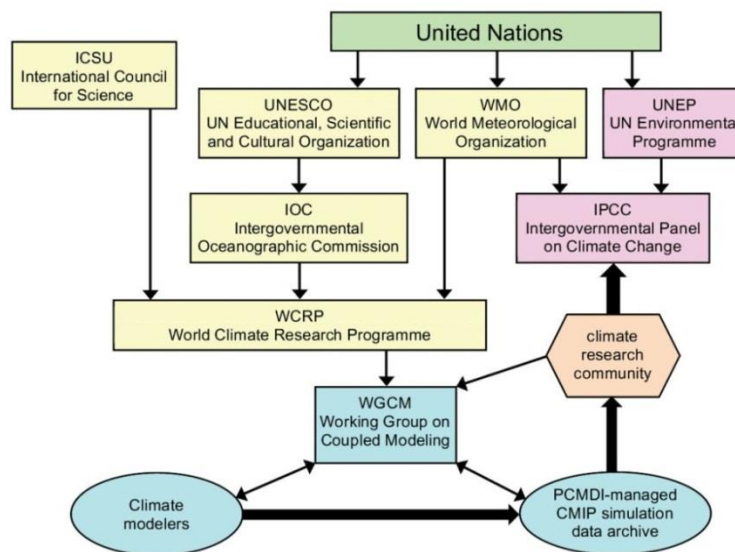 United Nations
ICSU
International Council
for Science
UNESCO
UN Educational, Scientific
and Cultural Organization
WMO
World Meteorological
Organization
UNEP
UN Environmental
Programme
IOC
Intergovernmental
Oceanographic Commission
IPCC
Intergovernmental Panel
on Climate Change
WCRP
World Climate Research Programme
climate
research
community
WGCM
Working Group on
Coupled Modeling
Climate
modelers
PCMDI-managed
CMIP simulation
data archive